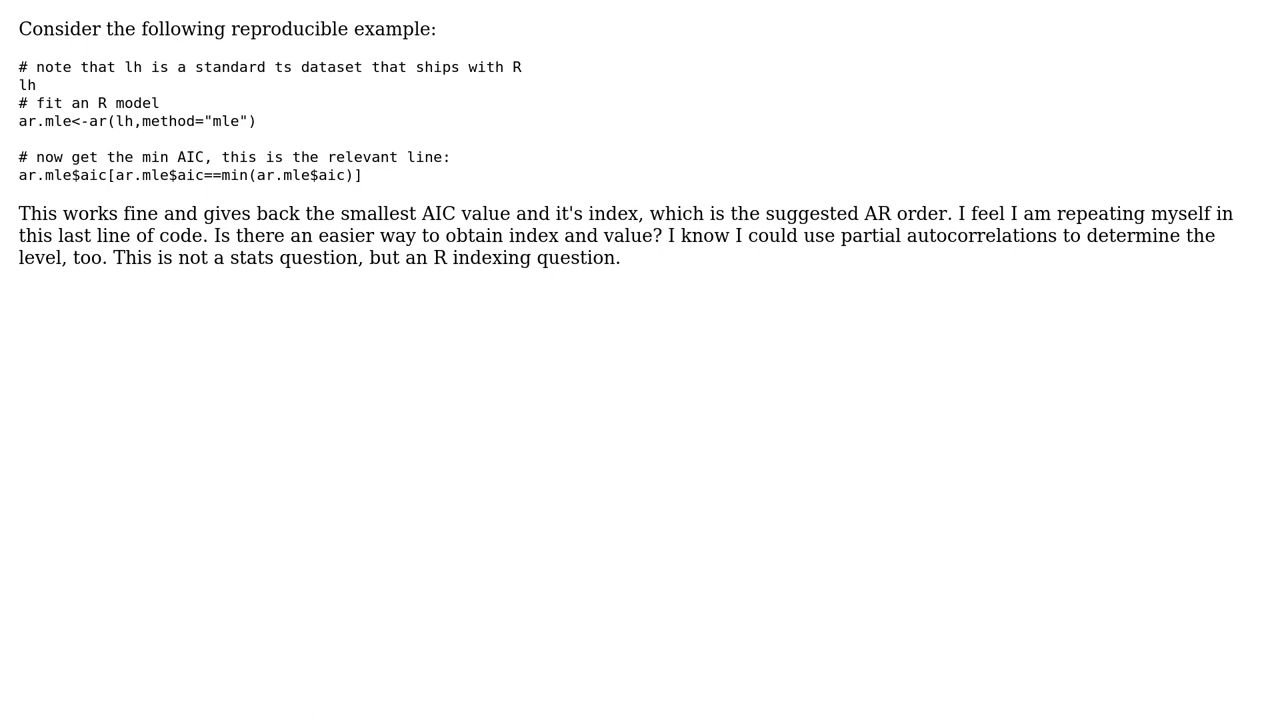 Consider the following reproducible example:
# note that lh is a standard ts dataset that ships with R
lh
# fit an R model
ar.mle<-ar(lh,method="mle")
# now get the min AIC, this is the relevant line:
ar.mle$aic[ar.mle$aic==min(ar.mle$aic)]
This works fine and gives back the smallest AIC value and it's index, which is the suggested AR order. I feel I am repeating myself in
this last line of code. Is there an easier way to obtain index and value? I know I could use partial autocorrelations to determine the
level, too. This is not a stats question, but an R indexing question.